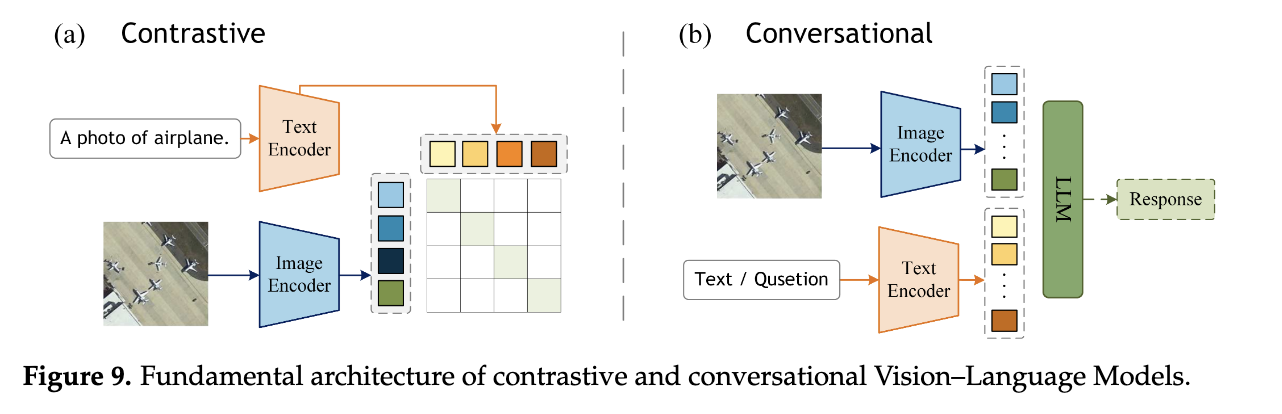 (a) Contrastive
A photo of airplane.
Text
Encoder
Image
Encoder
(b) Conversational
Image
Encoder
Text / Qusetion
Text
Encoder
LLM
Response
Figure 9. Fundamental architecture of contrastive and conversational Vision–Language Models.